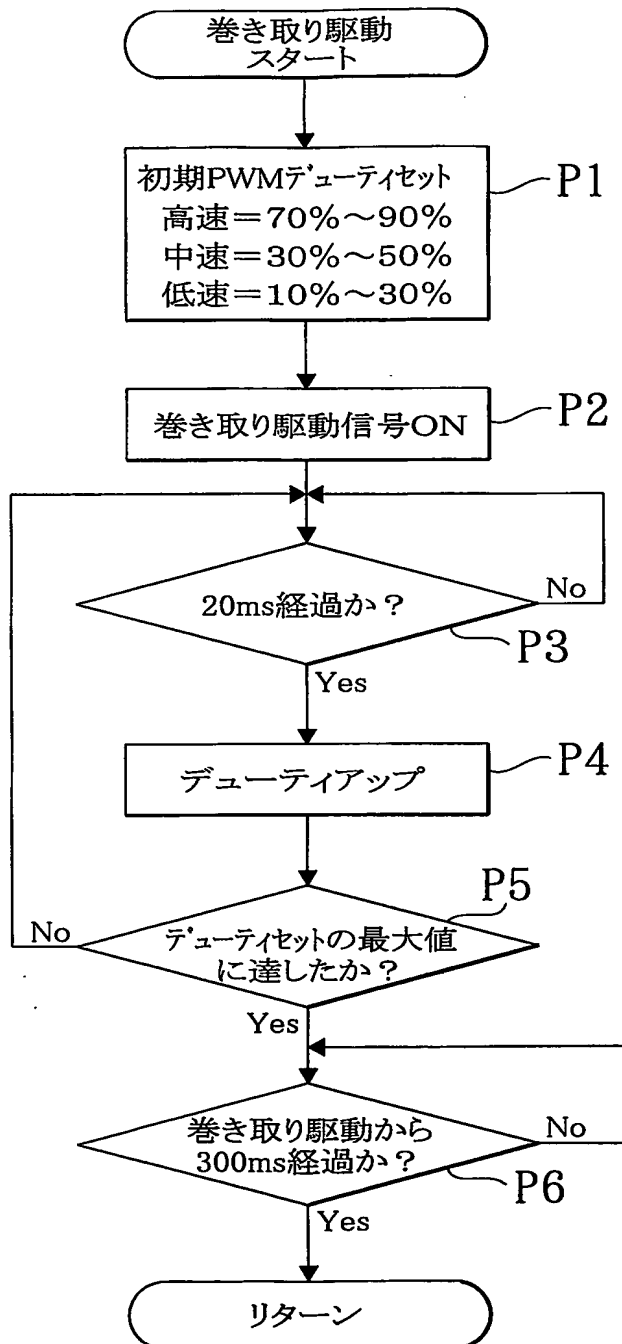 巻き取り駆動
スタート
初期PWMデューティセット
高速=70%~90%
中速=30%~50%
低速=10%~30%
P1
巻き取り駆動信号ON
P2
20ms経過か?
No
P3
Yes
デューティアップ
P4
P5
デューティセットの最大値
に達したか?
No
Yes
巻き取り駆動から
300ms経過か?
No
P6
Yes
リターン